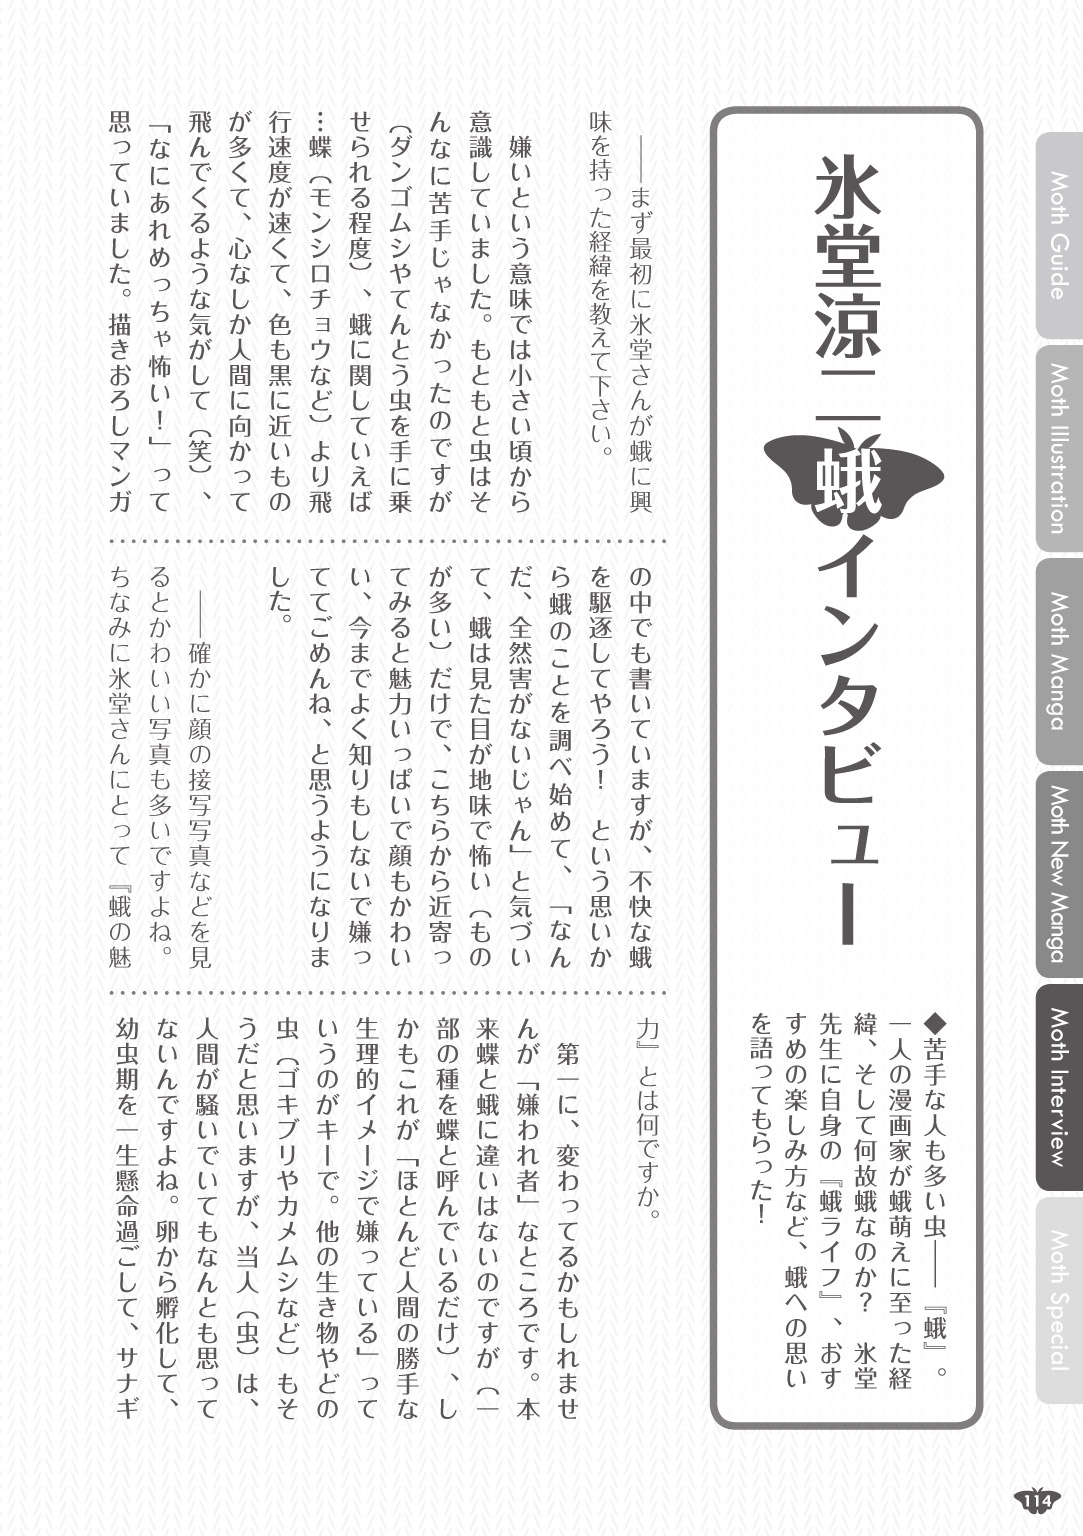 氷堂涼二蛾インタビュー
◆苦手な人も多い虫――『蛾』。
一人の漫画家が蛾萌えに至った経
緯、そして何故蛾なのか？　氷堂
先生に自身の『蛾ライフ』、おす
すめの楽しみ方など、蛾への思い
を語ってもらった！
――まず最初に氷堂さんが蛾に興
味を持った経緯を教えて下さい。
嫌いという意味では小さい頃から
意識していました。もともと虫はそ
んなに苦手じゃなかったのですが
（ダンゴムシやてんとう虫を手に乗
せられる程度）、蛾に関していえば
…蝶（モンシロチョウなど）より飛
行速度が速くて、色も黒に近いもの
が多くて、心なしか人間に向かって
飛んでくるような気がして（笑）、
「なにあれめっちゃ怖い！」って
思っていました。描きおろしマンガ
の中でも書いていますが、不快な蛾
を駆逐してやろう！　という思いか
ら蛾のことを調べ始めて、「なん
だ、全然害がないじゃん」と気づい
て、蛾は見た目が地味で怖い（もの
が多い）だけで、こちらから近寄っ
てみると魅力いっぱいで顔もかわい
い、今までよく知りもしないで嫌っ
ててごめんね、と思うようになりま
した。
――確かに顔の接写写真などを見
るとかわいい写真も多いですよね。
ちなみに氷堂さんにとって『蛾の魅
力』とは何ですか。
第一に、変わってるかもしれませ
んが「嫌われ者」なところです。本
来蝶と蛾に違いはないのですが（一
部の種を蝶と呼んでいるだけ）、し
かもこれが「ほとんど人間の勝手な
生理的イメージで嫌っている」って
いうのがキーで。他の生き物やどの
虫（ゴキブリやカメムシなど）もそ
うだと思いますが、当人（虫）は、
人間が騒いでいてもなんとも思って
ないんですよね。卵から孵化して、
幼虫期を一生懸命過ごして、サナギ
Moth Guide
Moth Illustration
Moth Manga
Moth New Manga
Moth Interview
Moth Special
114